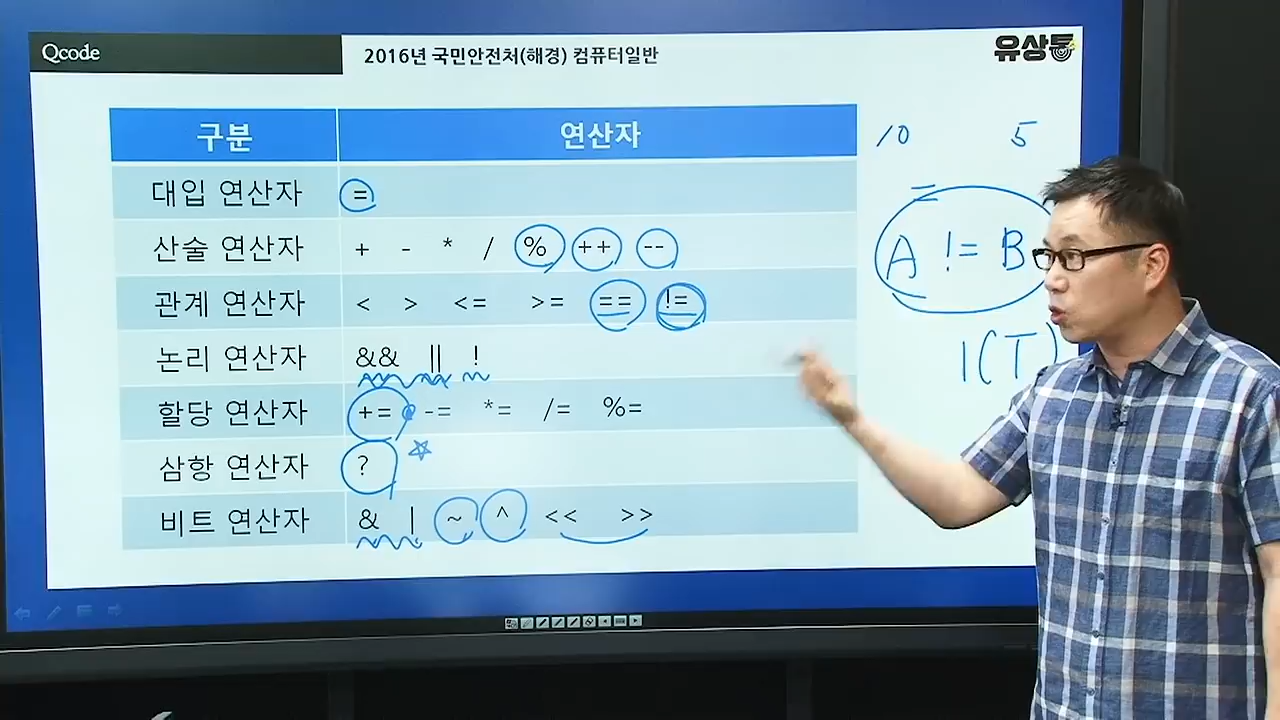 Qcode
2016년 국민안전처(해경) 컴퓨터일반
유상통
구분 연산자
대입 연산자 =
산술 연산자 + - * / % ++ --
관계 연산자 < > <= >= == !=
논리 연산자 && || !
할당 연산자 += -= *= /= %=
삼항 연산자 ?
비트 연산자 & | ~ ^ << >>
10 5
A != B
1(T)